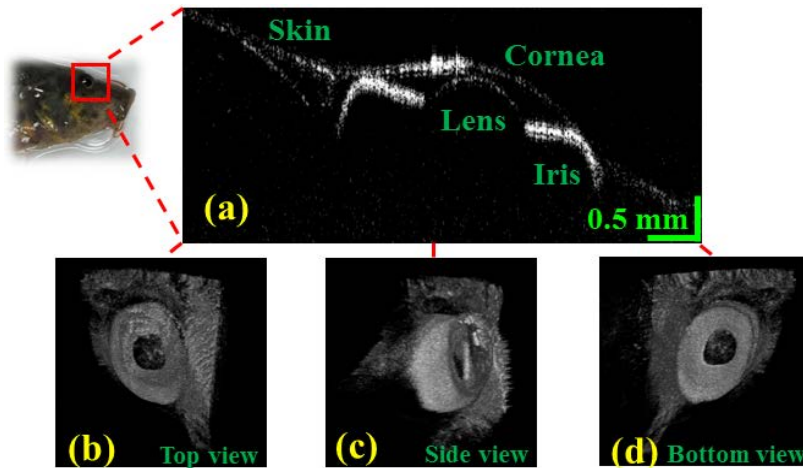 Skin
Cornea
Lens
Iris
(a)
0.5 mm
(b)
Top view
(c)
Side view
(d)
Bottom view